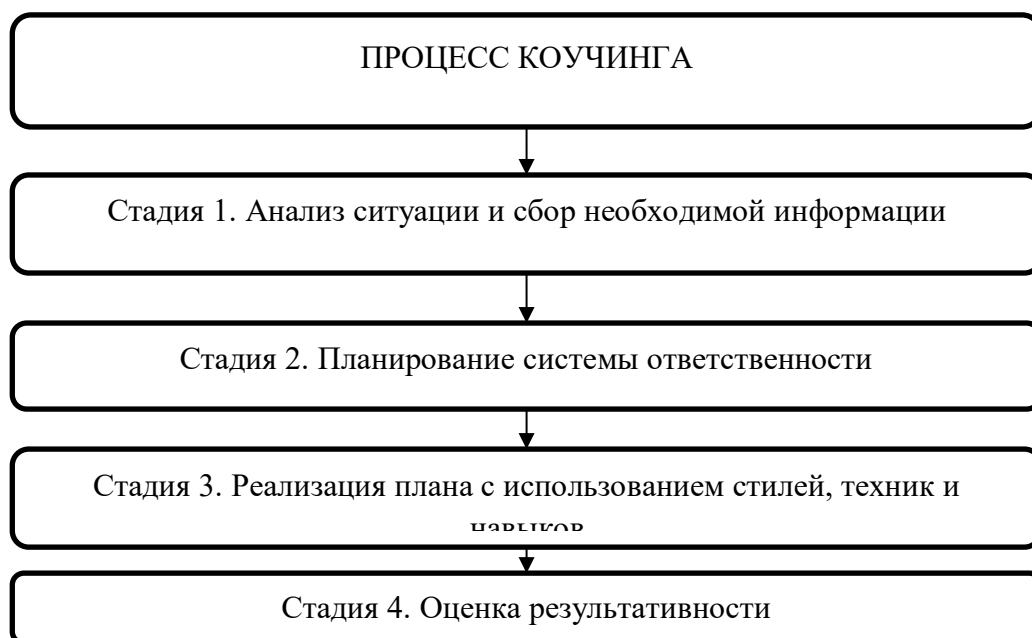 ПРОЦЕСС КОУЧИНГА
Стадия 1. Анализ ситуации и сбор необходимой информации
Стадия 2. Планирование системы ответственности
Стадия 3. Реализация плана с использованием стилей, техник и
навыков
Стадия 4. Оценка результативности